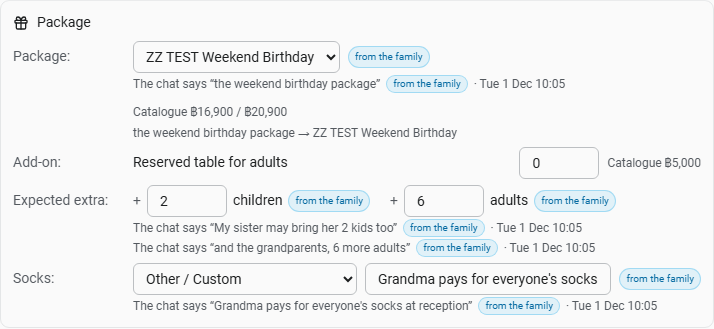 Package
Package: ZZ TEST Weekend Birthday from the family
The chat says “the weekend birthday package” from the family · Tue 1 Dec 10:05
Catalogue ฿16,900 / ฿20,900
the weekend birthday package → ZZ TEST Weekend Birthday
Add-on: Reserved table for adults 0 Catalogue ฿5,000
Expected extra: + 2 children from the family + 6 adults from the family
The chat says “My sister may bring her 2 kids too” from the family · Tue 1 Dec 10:05
The chat says “and the grandparents, 6 more adults” from the family · Tue 1 Dec 10:05
Socks: Other / Custom Grandma pays for everyone's socks from the family
The chat says “Grandma pays for everyone's socks at reception” from the family · Tue 1 Dec 10:05